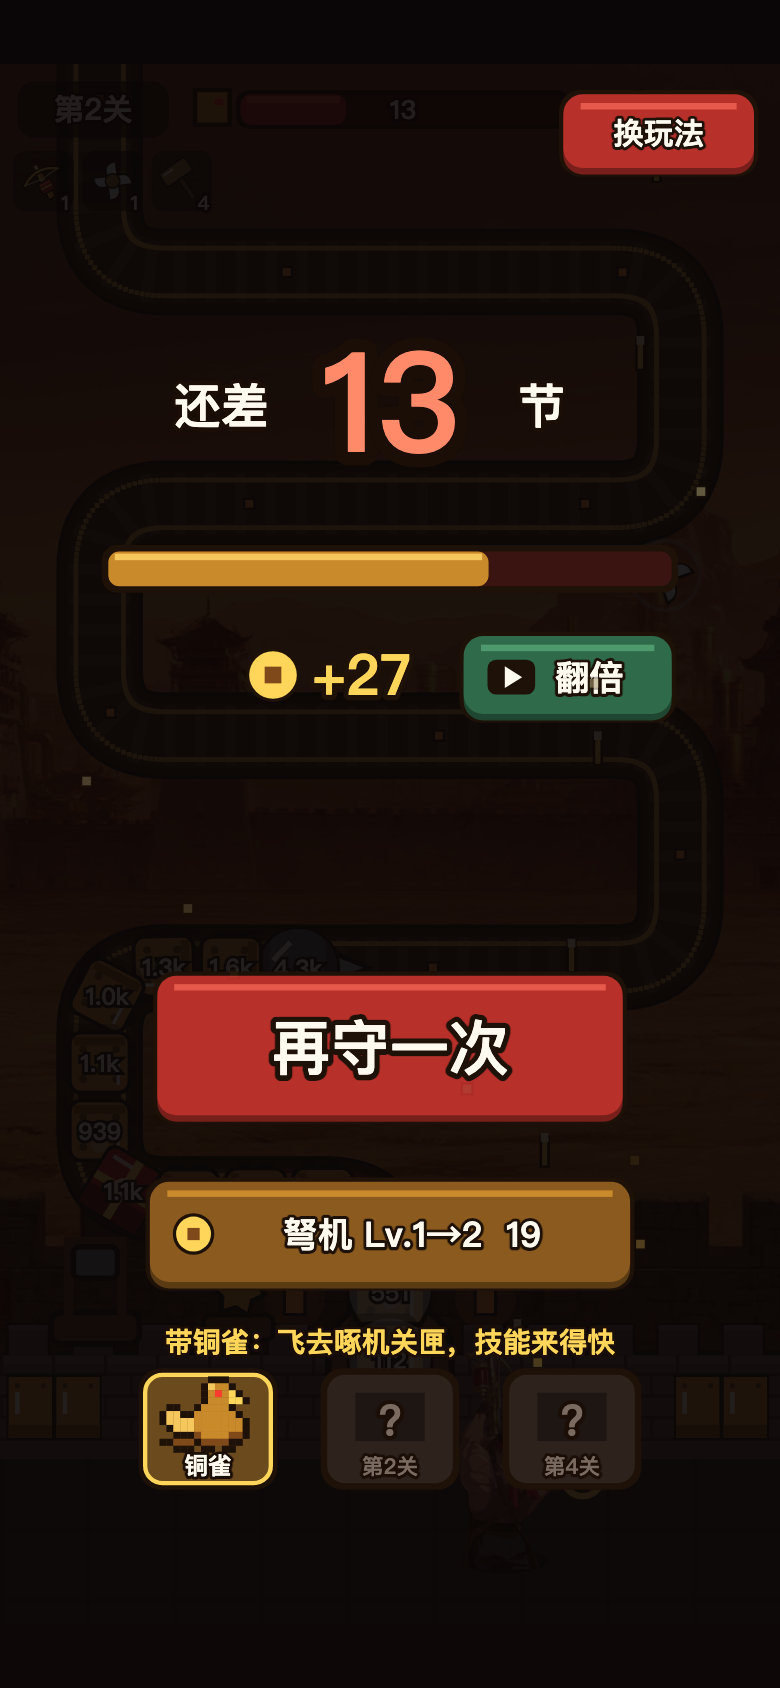 第2关
13
换玩法
1
1
4
还差 13 节
+27
翻倍
1.3k
1.6k
4.3k
1.0k
再守一次
1.1k
939
1.1k
弩机 Lv.1→2 19
551
112
带铜雀：飞去啄机关匣，技能来得快
?
?
铜雀
第2关
第4关